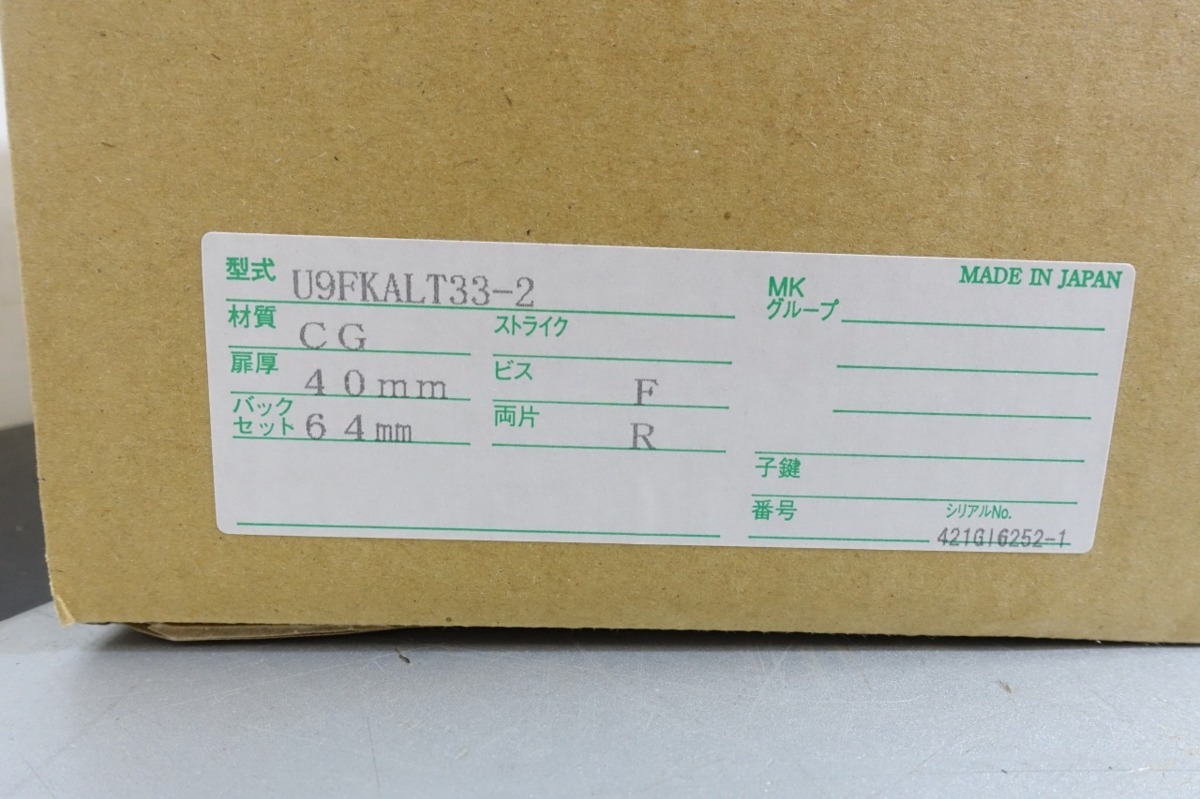 型式 U9FKALT33-2
材質 CG
扉厚 40mm
バック
セット 64mm
ストライク
ビス F
両片 R
MADE IN JAPAN
MK
グループ
子鍵
番号
シリアルNo.
421GI6252-1